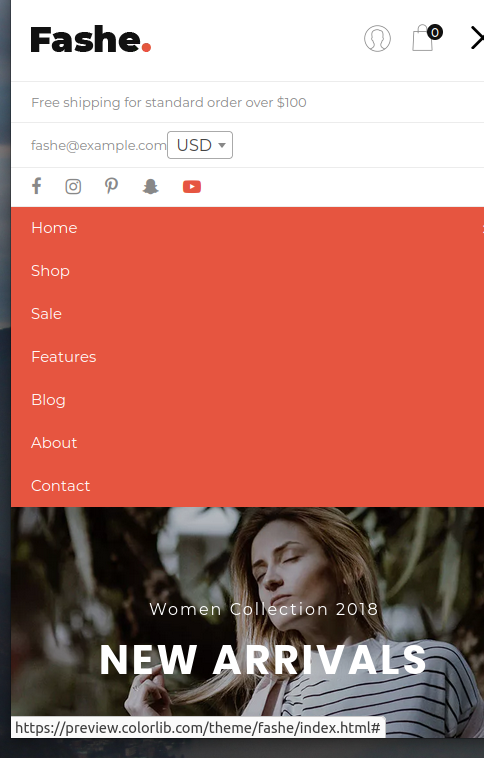 Fashe.
0
Free shipping for standard order over $100
fashe@example.com USD
Home
Shop
Sale
Features
Blog
About
Contact
Women Collection 2018
NEW ARRIVALS
https://preview.colorlib.com/theme/fashe/index.html#